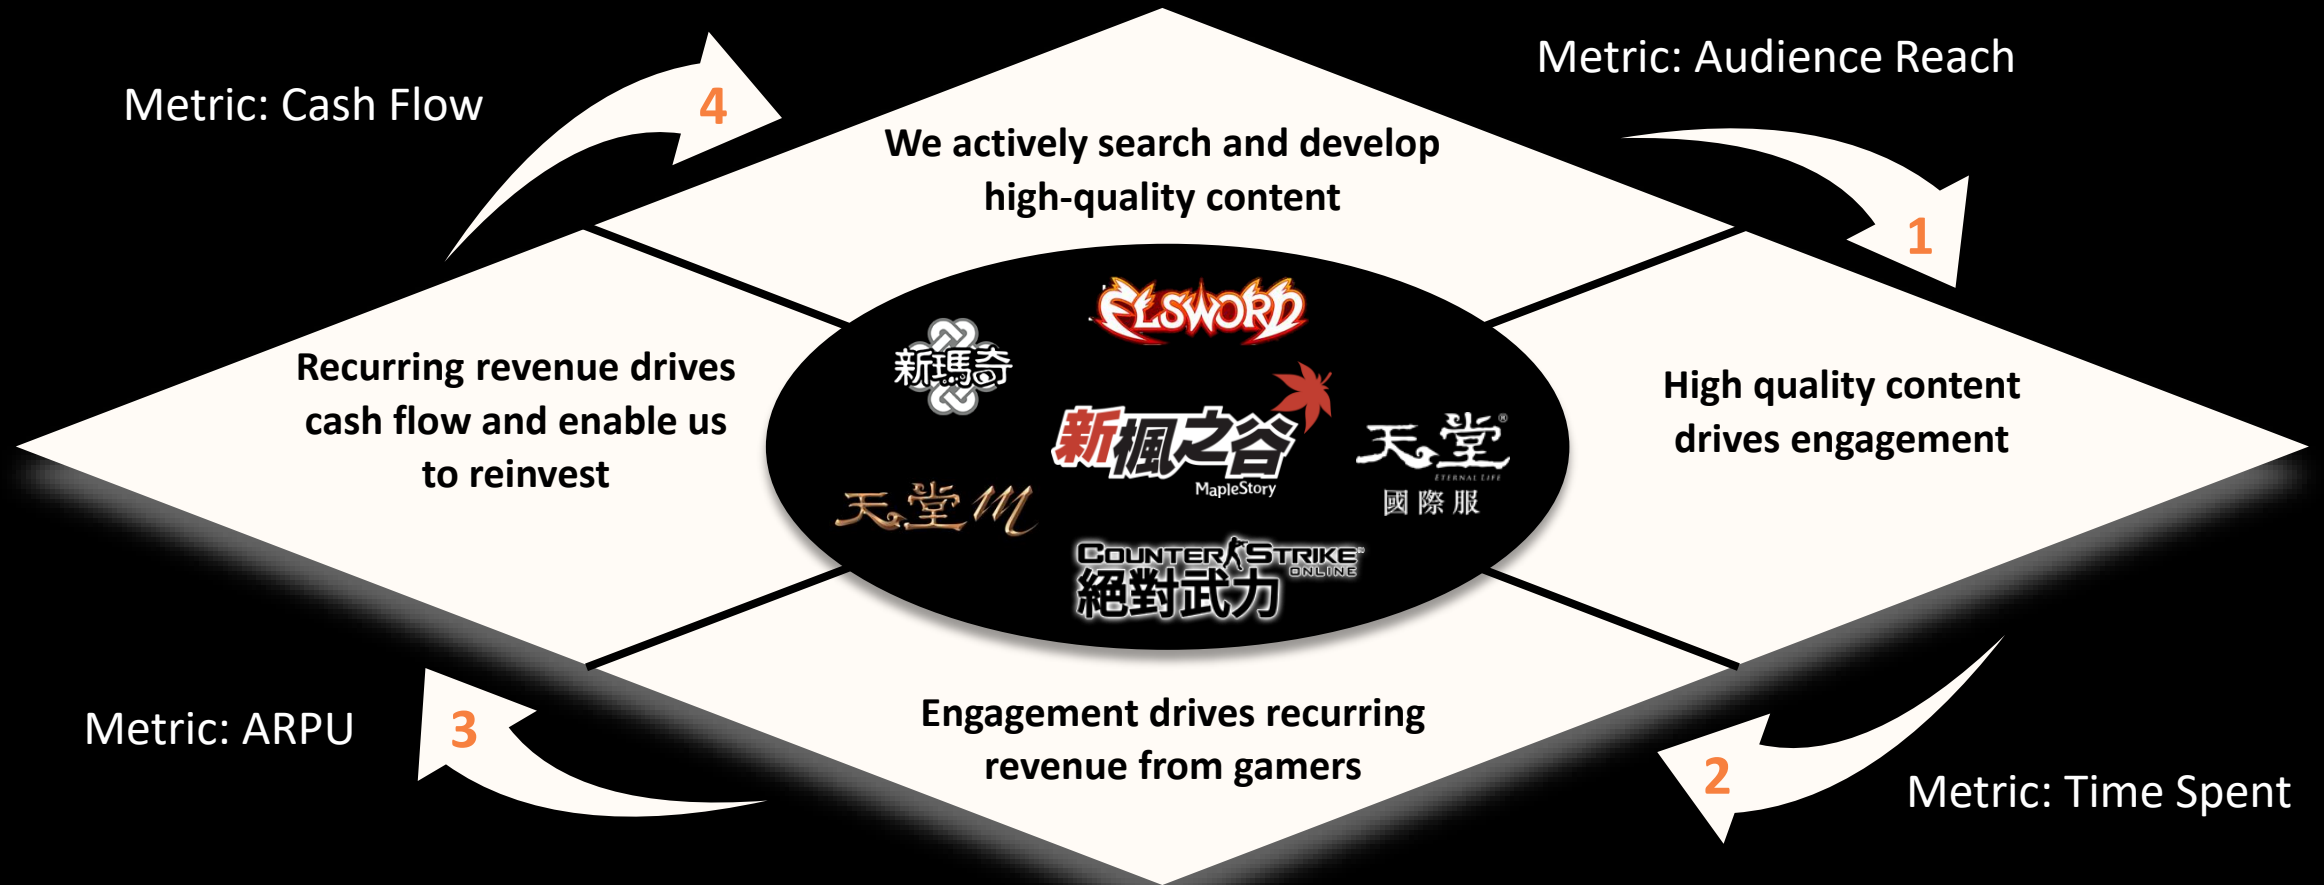 Metric: Audience Reach
Metric: Cash Flow
4
We actively search and develop
high-quality content
1
ELSWORD
新瑪奇
Recurring revenue drives
cash flow and enable us
to reinvest
High quality content
drives engagement
新楓之谷
MapleStory
天堂®
ETERNAL LIFE
國際服
天堂M
COUNTER STRIKE™
ONLINE
絕對武力
Engagement drives recurring
revenue from gamers
Metric: ARPU
3
2
Metric: Time Spent